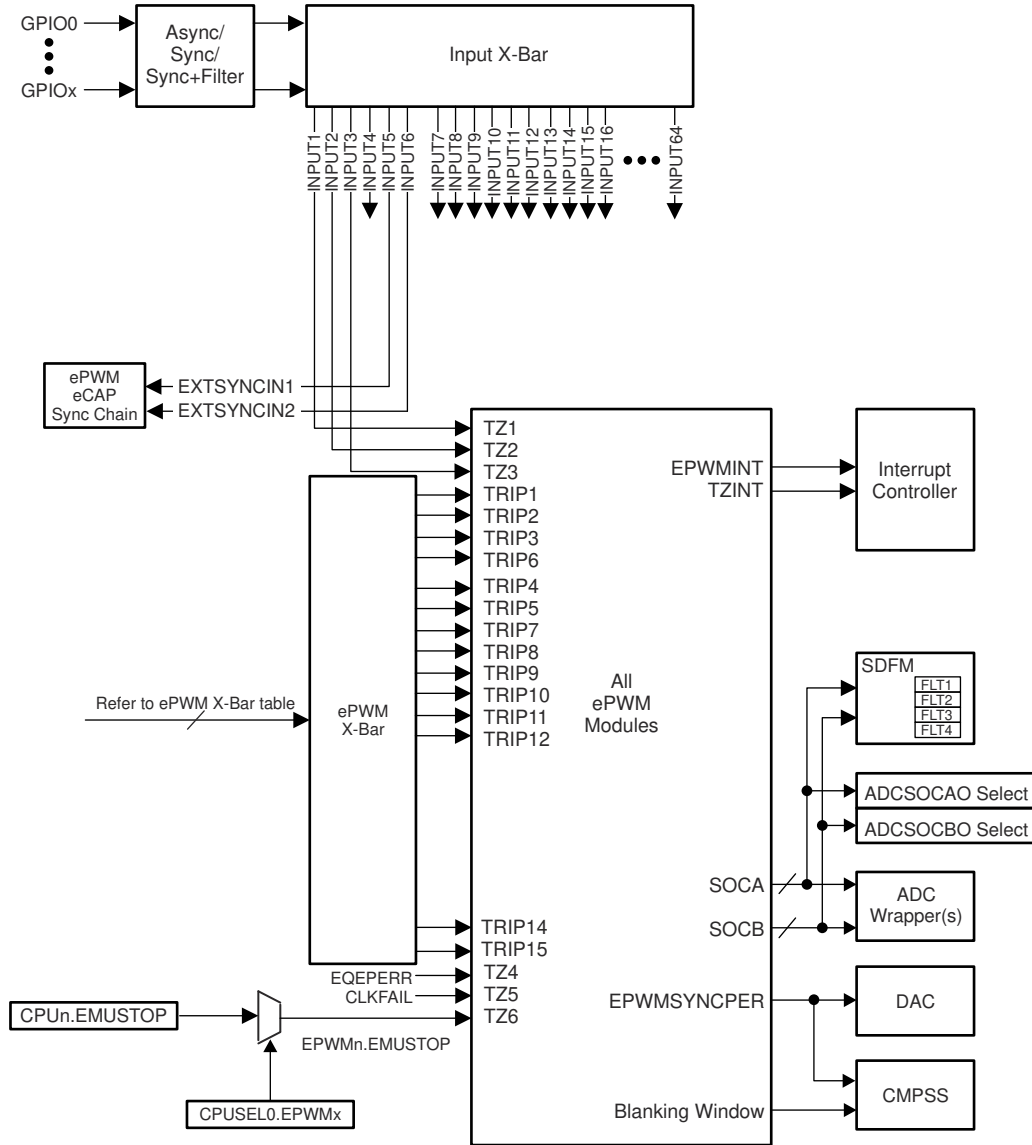 GPIO0
GPIOx
Async/
Sync/
Sync+Filter
Input X-Bar
INPUT1
INPUT2
INPUT3
INPUT4
INPUT5
INPUT6
INPUT7
INPUT8
INPUT9
INPUT10
INPUT11
INPUT12
INPUT13
INPUT14
INPUT15
INPUT16
INPUT64
ePWM
eCAP
Sync Chain
EXTSYNCIN1
EXTSYNCIN2
TZ1
TZ2
TZ3
TRIP1
TRIP2
TRIP3
TRIP6
TRIP4
TRIP5
TRIP7
TRIP8
TRIP9
TRIP10
TRIP11
TRIP12
TRIP14
TRIP15
TZ4
TZ5
TZ6
Refer to ePWM X-Bar table
ePWM
X-Bar
EQEPERR
CLKFAIL
CPUn.EMUSTOP
EPWMn.EMUSTOP
CPUSEL0.EPWMx
All
ePWM
Modules
EPWMINT
TZINT
Interrupt
Controller
SDFM
FLT1
FLT2
FLT3
FLT4
ADCSOCAO Select
ADCSOCBO Select
SOCA
SOCB
ADC
Wrapper(s)
EPWMSYNCPER
DAC
Blanking Window
CMPSS